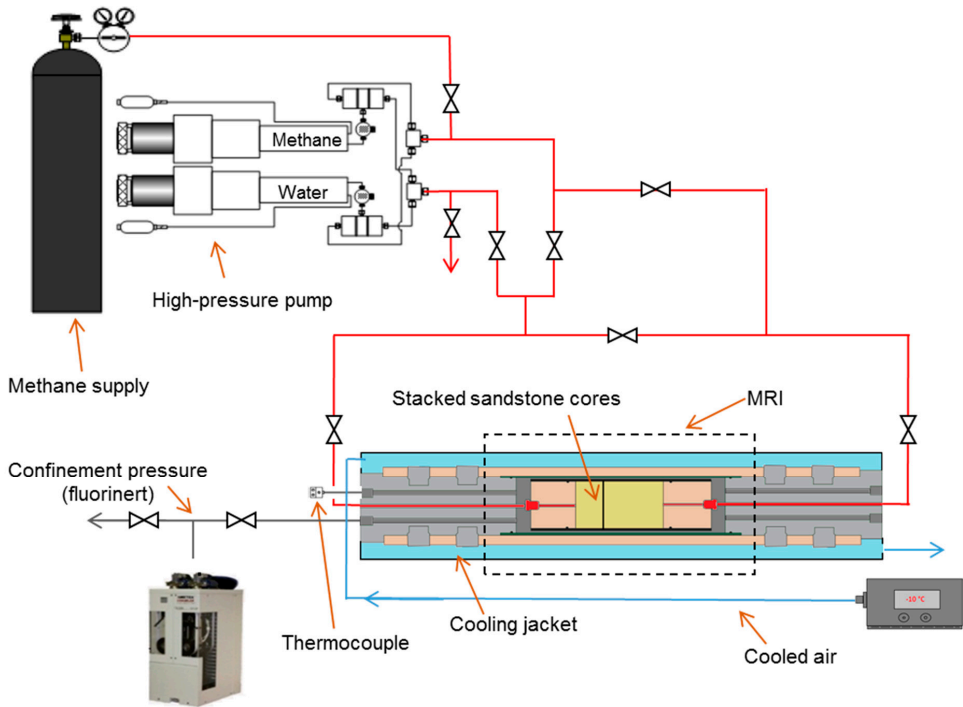 Methane
Water
High-pressure pump
Methane supply
Stacked sandstone cores
MRI
Confinement pressure
(fluorinert)
-10 °C
Thermocouple
Cooling jacket
Cooled air